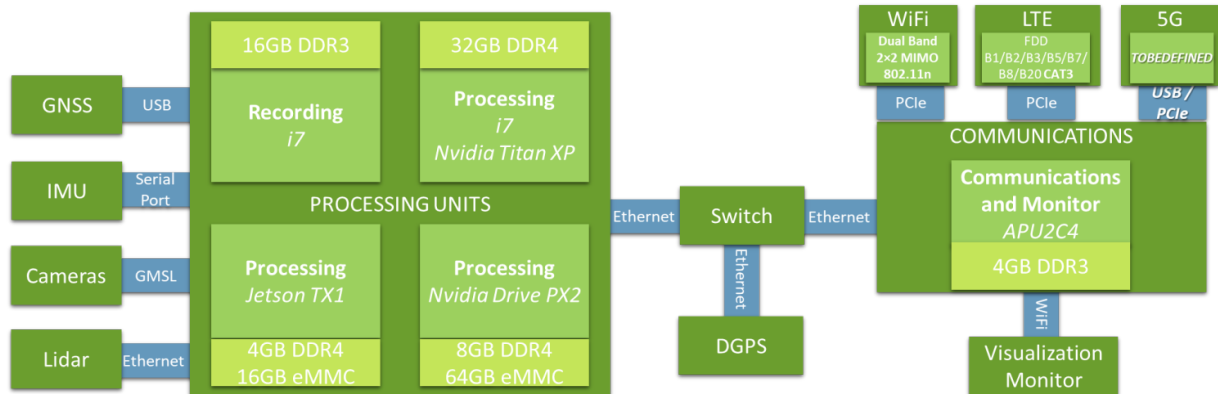 GNSS
USB
IMU
Serial
Port
Cameras
GMSL
Lidar
Ethernet
16GB DDR3
Recording
i7
32GB DDR4
Processing
i7
Nvidia Titan XP
PROCESSING UNITS
Processing
Jetson TX1
4GB DDR4
16GB eMMC
Processing
Nvidia Drive PX2
8GB DDR4
64GB eMMC
Ethernet
Switch
Ethernet
DGPS
Ethernet
WiFi
Dual Band
2×2 MIMO
802.11n
PCIe
LTE
FDD
B1/B2/B3/B5/B7/
B8/B20 CAT3
PCIe
5G
TOBEDEFINED
USB /
PCIe
COMMUNICATIONS
Communications
and Monitor
APU2C4
4GB DDR3
WiFi
Visualization
Monitor